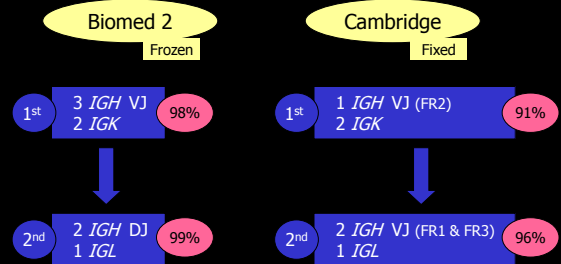 Biomed 2
Frozen
1st
3 IGH VJ
2 IGK
98%
2nd
2 IGH DJ
1 IGL
99%
Cambridge
Fixed
1st
1 IGH VJ (FR2)
2 IGK
91%
2nd
2 IGH VJ (FR1 & FR3)
1 IGL
96%